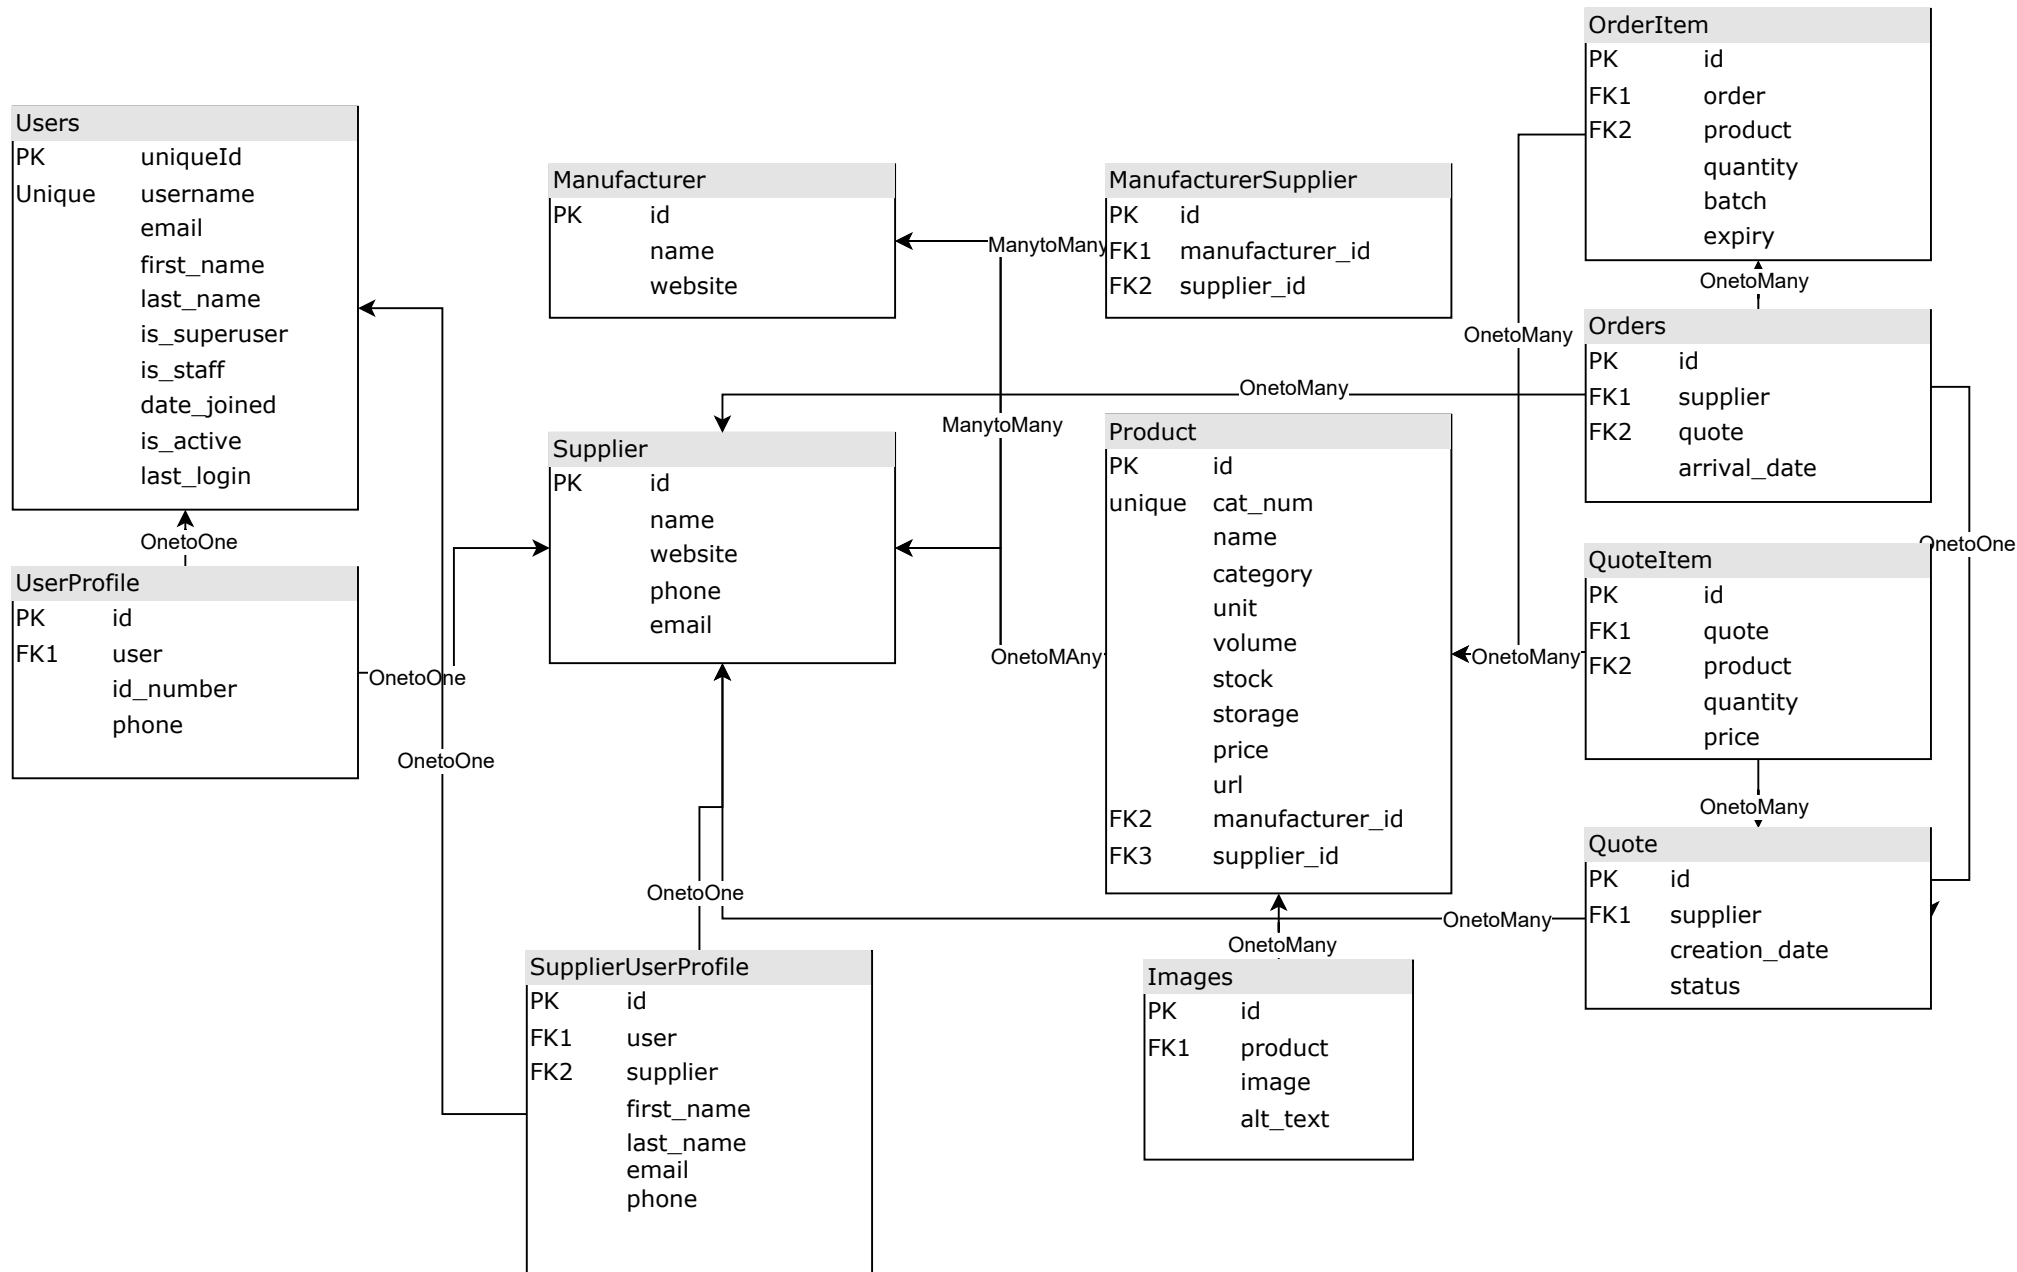 Users
PK uniqueId
Unique username
email
first_name
last_name
is_superuser
is_staff
date_joined
is_active
last_login
OnetoOne
UserProfile
PK id
FK1 user
id_number
phone
OnetoOne
OnetoOne
Manufacturer
PK id
name
website
ManytoMany
ManufacturerSupplier
PK id
FK1 manufacturer_id
FK2 supplier_id
OnetoMany
ManytoMany
Supplier
PK id
name
website
phone
email
OnetoMAny
Product
PK id
unique cat_num
name
category
unit
volume
stock
storage
price
url
FK2 manufacturer_id
FK3 supplier_id
OnetoOne
SupplierUserProfile
PK id
FK1 user
FK2 supplier
first_name
last_name
email
phone
OnetoMany
OnetoMany
Images
PK id
FK1 product
image
alt_text
OrderItem
PK id
FK1 order
FK2 product
quantity
batch
expiry
OnetoMany
OnetoMany
Orders
PK id
FK1 supplier
FK2 quote
arrival_date
OnetoOne
QuoteItem
PK id
FK1 quote
FK2 product
quantity
price
OnetoMany
OnetoMany
Quote
PK id
FK1 supplier
creation_date
status